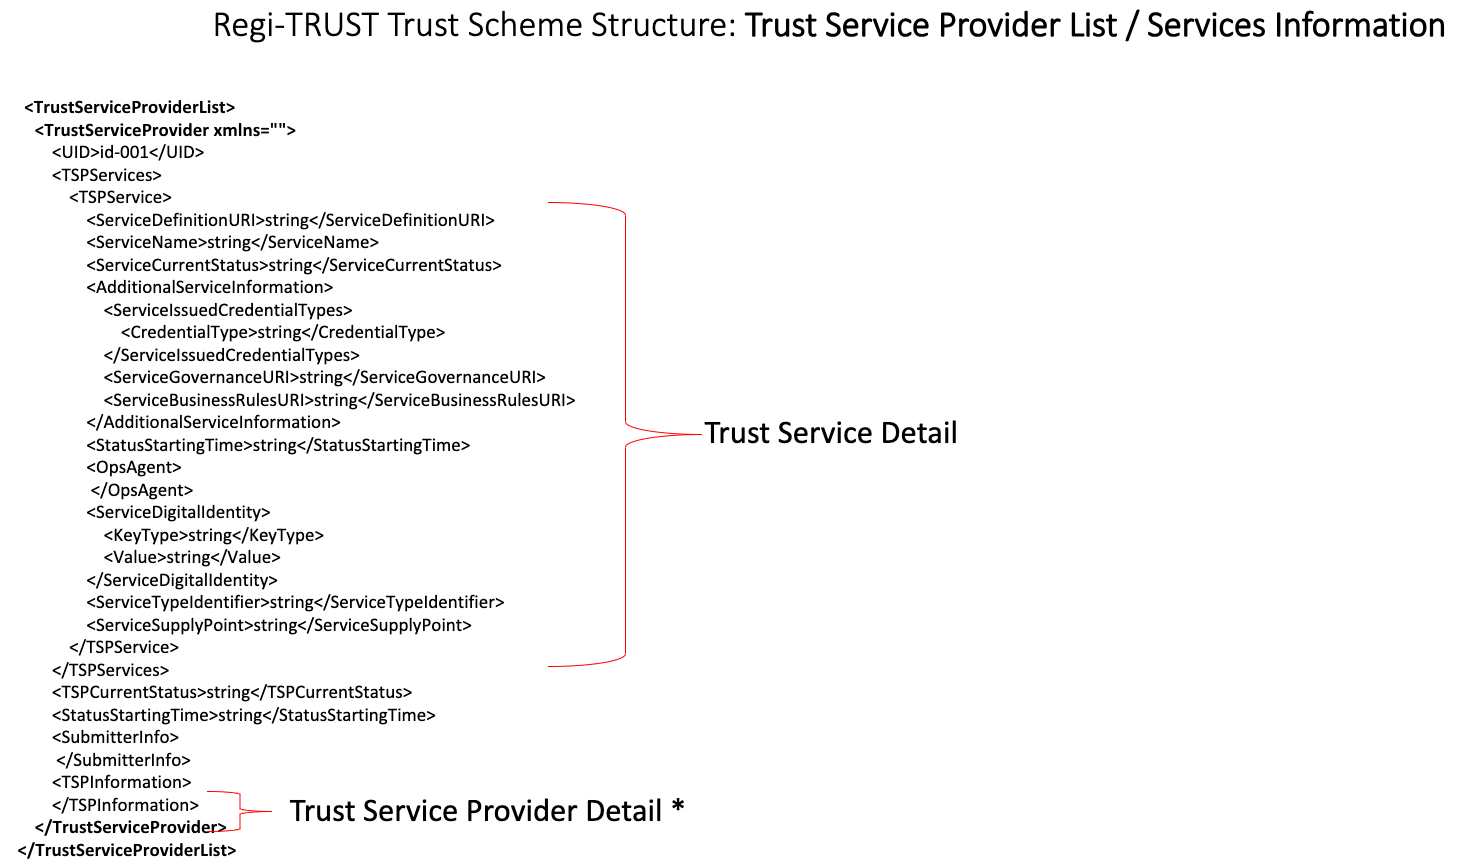 Regi-TRUST Trust Scheme Structure: Trust Service Provider List / Services Information
<TrustServiceProviderList>
<TrustServiceProvider xmlns="">
<UID>id-001</UID>
<TSPServices>
<TSPService>
<ServiceDefinitionURI>string</ServiceDefinitionURI>
<ServiceName>string</ServiceName>
<ServiceCurrentStatus>string</ServiceCurrentStatus>
<AdditionalServiceInformation>
<ServiceIssuedCredentialTypes>
<CredentialType>string</CredentialType>
</ServiceIssuedCredentialTypes>
<ServiceGovernanceURI>string</ServiceGovernanceURI>
<ServiceBusinessRulesURI>string</ServiceBusinessRulesURI>
</AdditionalServiceInformation>
Trust Service Detail
<StatusStartingTime>string</StatusStartingTime>
<OpsAgent>
</OpsAgent>
<ServiceDigitalIdentity>
<KeyType>string</KeyType>
<Value>string</Value>
</ServiceDigitalIdentity>
<ServiceTypeIdentifier>string</ServiceTypeIdentifier>
<ServiceSupplyPoint>string</ServiceSupplyPoint>
</TSPService>
</TSPServices>
<TSPCurrentStatus>string</TSPCurrentStatus>
<StatusStartingTime>string</StatusStartingTime>
<SubmitterInfo>
</SubmitterInfo>
<TSPInformation>
</TSPInformation>
Trust Service Provider Detail *
</TrustServiceProvider>
</TrustServiceProviderList>